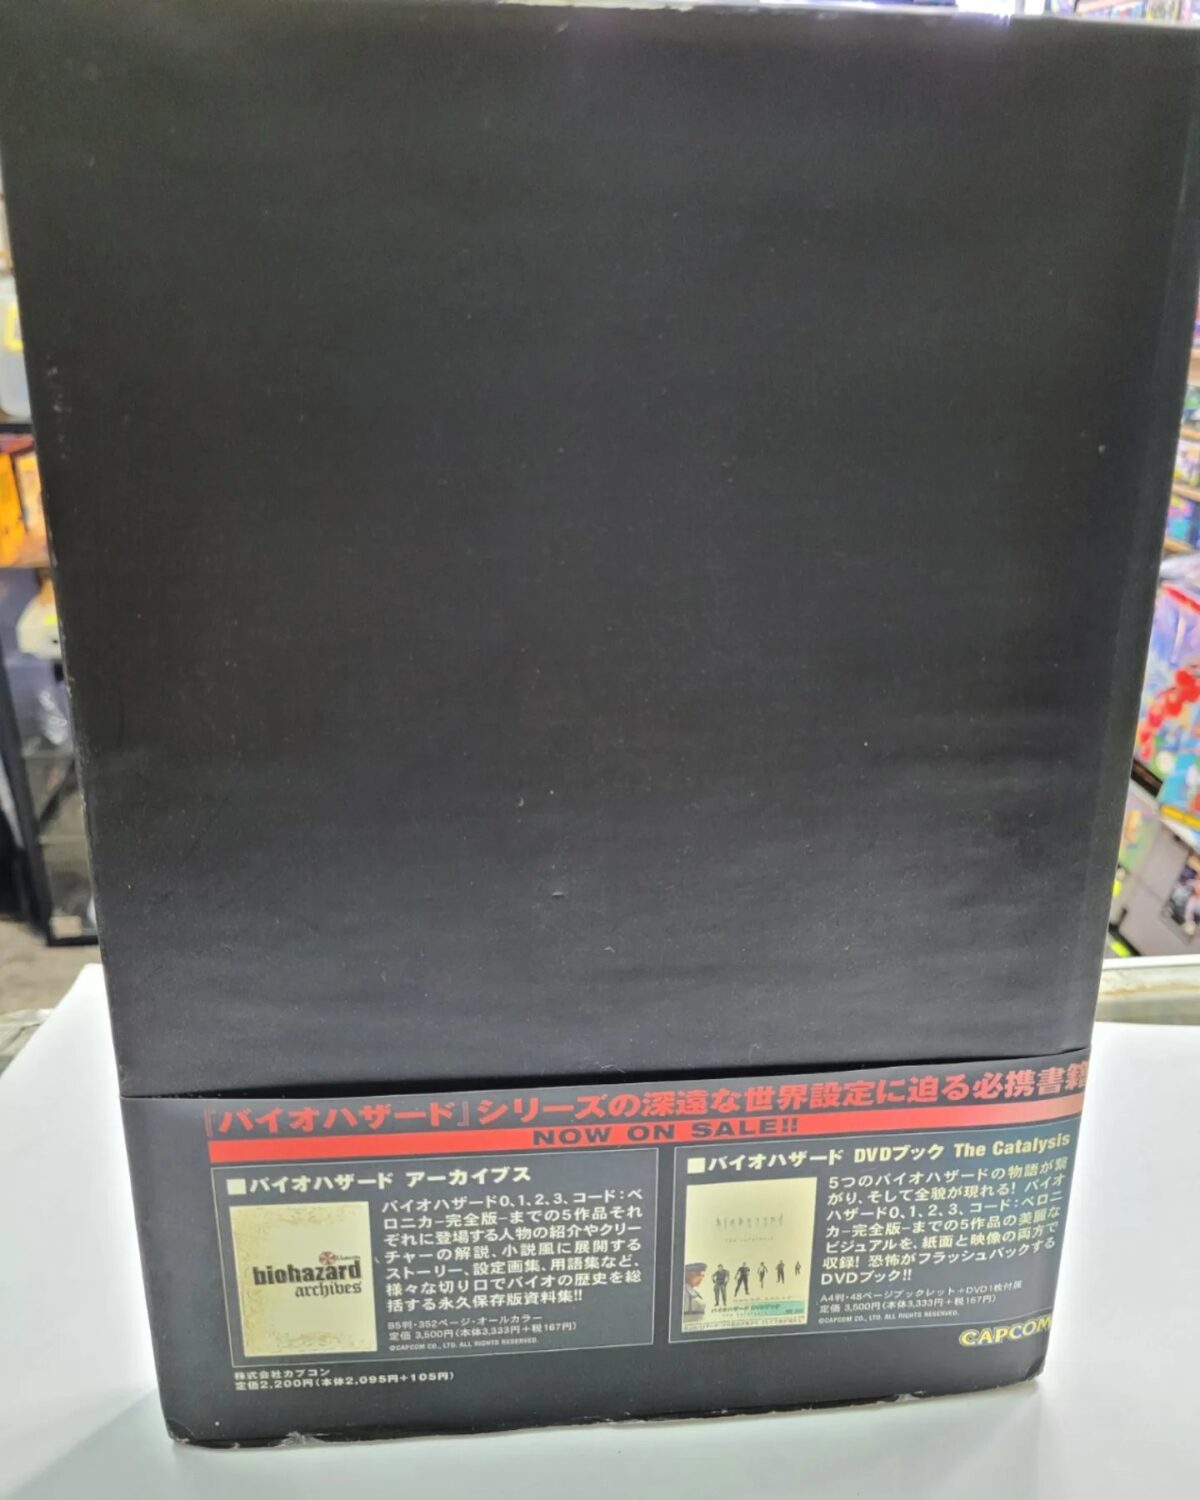 『バイオハザード』シリーズの深遠な世界設定に迫る必携書籍
NOW ON SALE!!
■バイオハザード アーカイブス
biohazard
archives
バイオハザード0、1、2、3、コード：ベ
ロニカ－完全版－までの5作品それ
ぞれに登場する人物の紹介やクリー
チャーの解説、小説風に展開する
ストーリー、設定画集、用語集など、
様々な切り口でバイオの歴史を総
括する永久保存版資料集!!
B5判・352ページ・オールカラー
定価 3,500円（本体3,333円＋税167円）
©CAPCOM CO., LTD. ALL RIGHTS RESERVED.
■バイオハザード DVDブック The Catalysis
biohazard
the catalysis
バイオハザード DVDブック
5つのバイオハザードの物語が繋
がり、そして全貌が現れる！ バイオ
ハザード0、1、2、3、コード：ベロニ
カ－完全版－までの5作品の美麗な
ビジュアルを、紙面と映像の両方で
収録！ 恐怖がフラッシュバックする
DVDブック!!
A4判・48ページブックレット＋DVD1枚付属
定価 3,500円（本体3,333円＋税167円）
©CAPCOM CO., LTD. ALL RIGHTS RESERVED.
CAPCOM
株式会社カプコン
定価2,200円（本体2,095円＋105円）